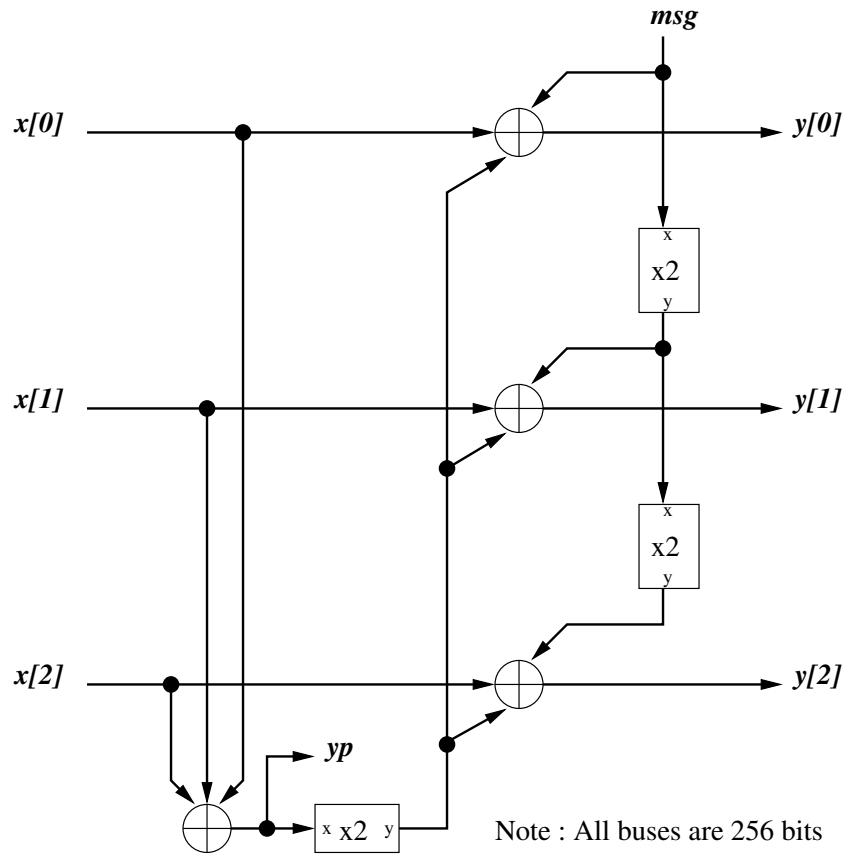 msg
x[0]
y[0]
x
x2
y
x[1]
y[1]
x
x2
y
x[2]
y[2]
yp
x x2 y
Note : All buses are 256 bits